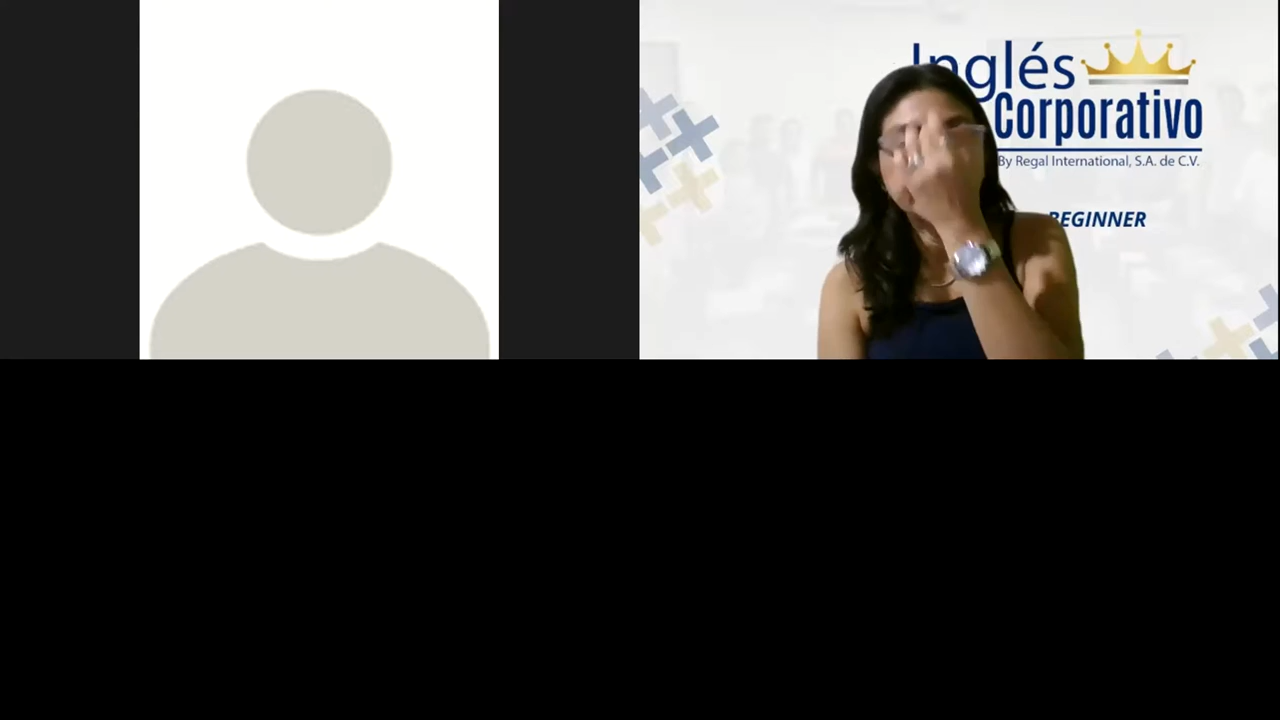 Inglés
Corporativo
By Regal International, S.A. de C.V.
BEGINNER